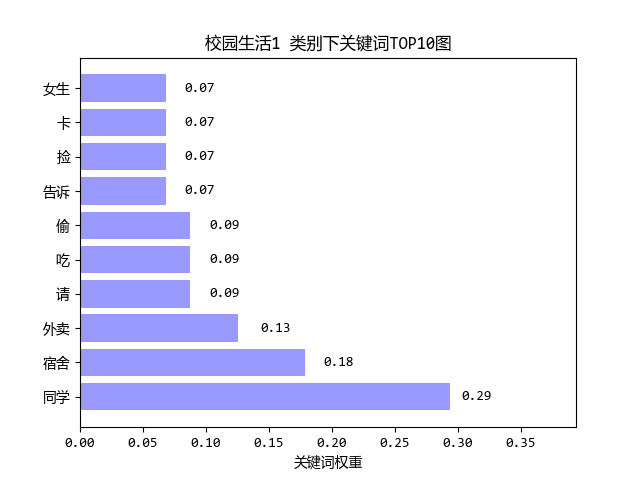 校园生活1 类别下关键词TOP10图
女生 0.07
卡 0.07
捡 0.07
告诉 0.07
偷 0.09
吃 0.09
请 0.09
外卖 0.13
宿舍 0.18
同学 0.29
0.00 0.05 0.10 0.15 0.20 0.25 0.30 0.35
关键词权重